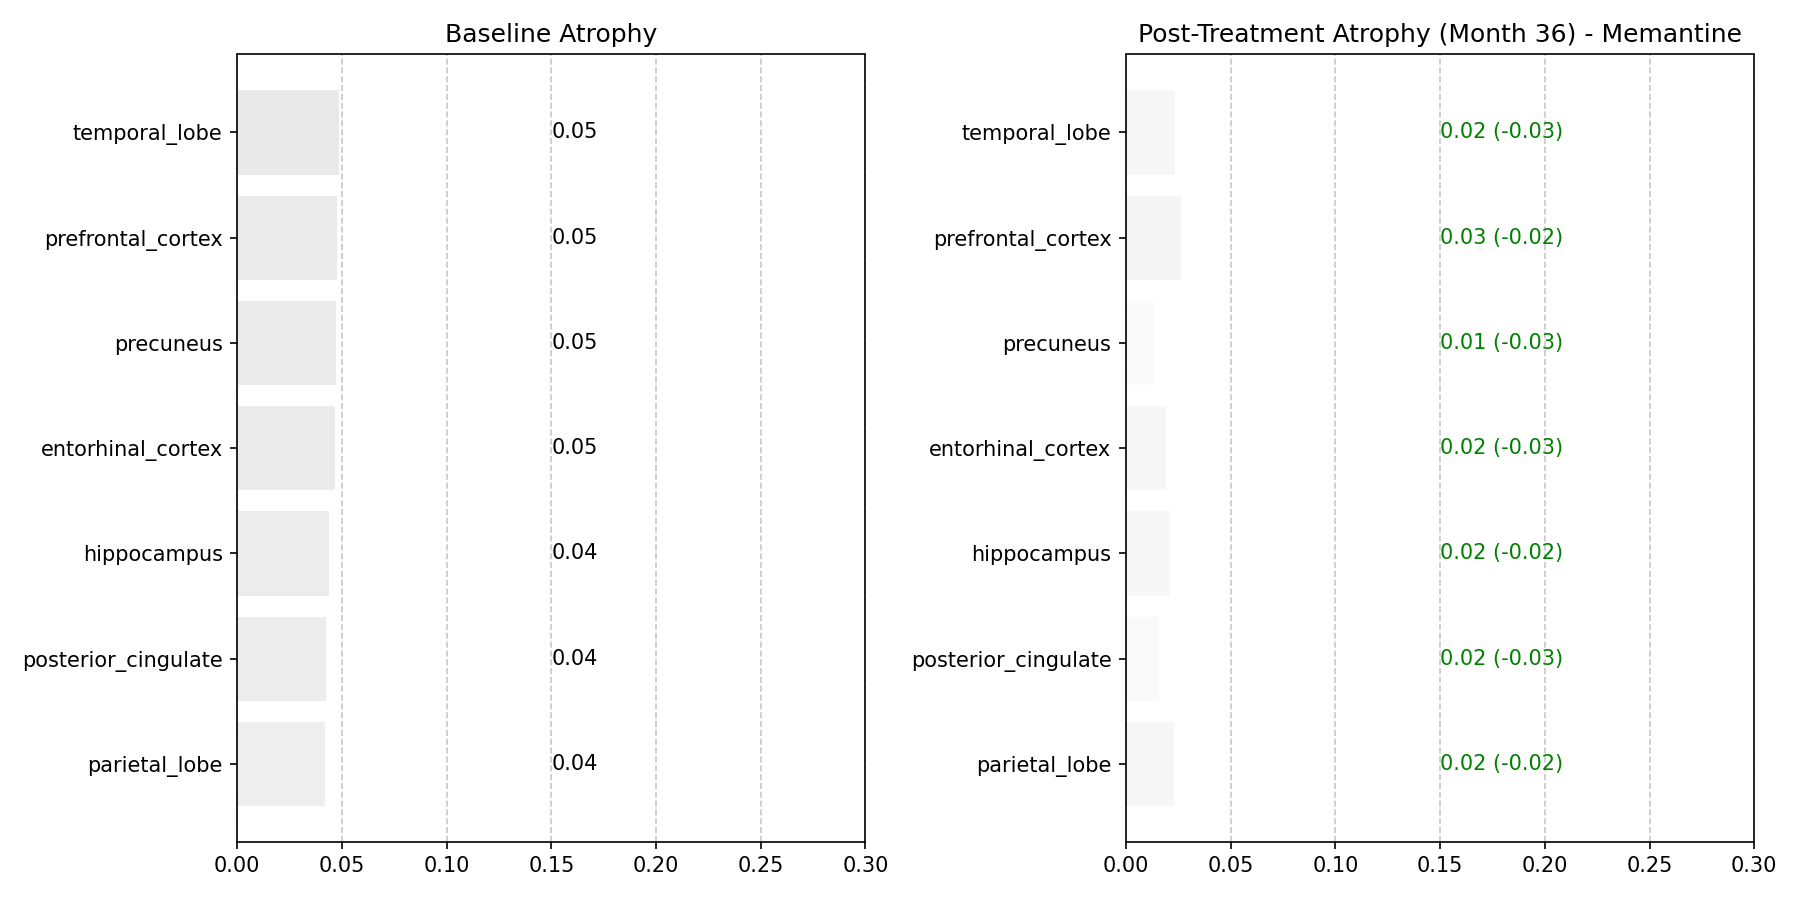 Baseline Atrophy
temporal_lobe 0.05
prefrontal_cortex 0.05
precuneus 0.05
entorhinal_cortex 0.05
hippocampus 0.04
posterior_cingulate 0.04
parietal_lobe 0.04
0.00 0.05 0.10 0.15 0.20 0.25 0.30
Post-Treatment Atrophy (Month 36) - Memantine
temporal_lobe 0.02 (-0.03)
prefrontal_cortex 0.03 (-0.02)
precuneus 0.01 (-0.03)
entorhinal_cortex 0.02 (-0.03)
hippocampus 0.02 (-0.02)
posterior_cingulate 0.02 (-0.03)
parietal_lobe 0.02 (-0.02)
0.00 0.05 0.10 0.15 0.20 0.25 0.30